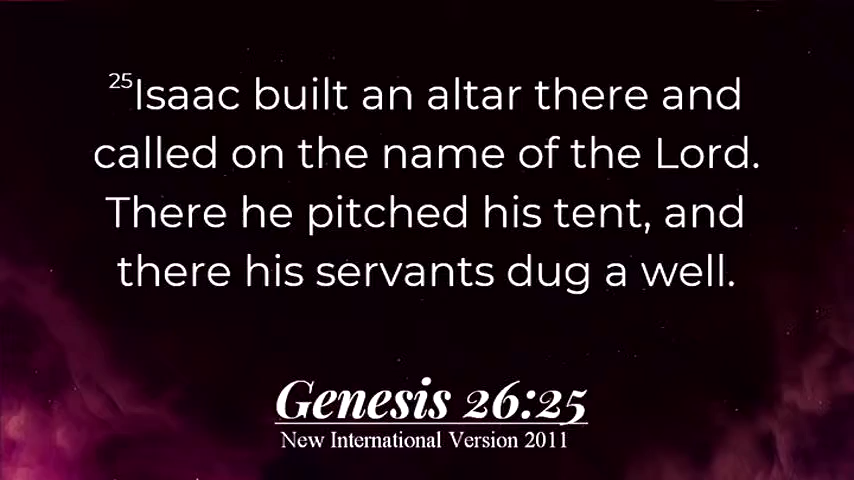 25Isaac built an altar there and
called on the name of the Lord.
There he pitched his tent, and
there his servants dug a well.
Genesis 26:25
New International Version 2011